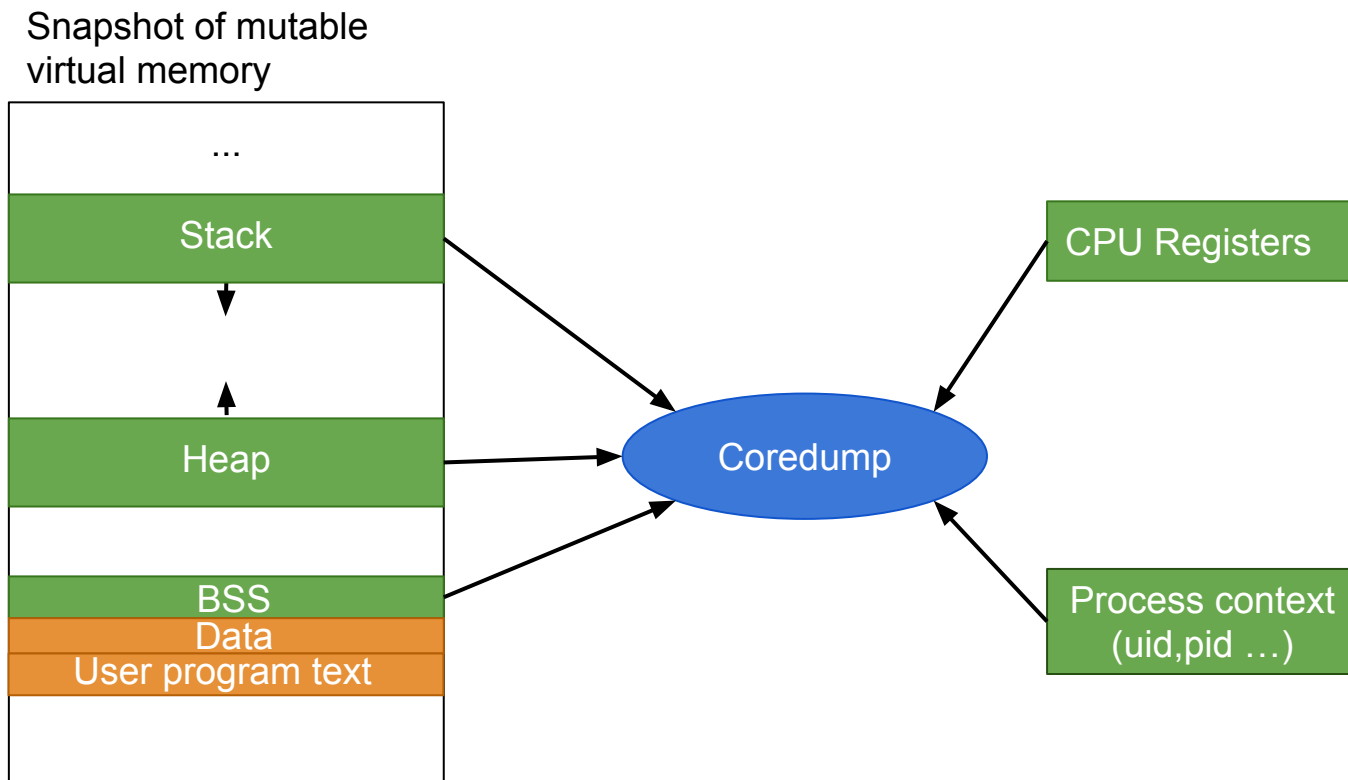 Snapshot of mutable
virtual memory
...
Stack
Heap
BSS
Data
User program text
Coredump
CPU Registers
Process context
(uid,pid …)